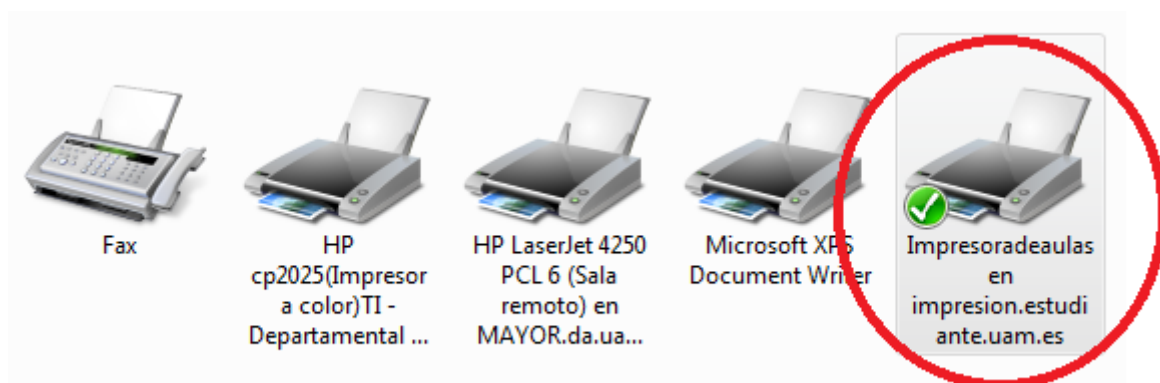 Fax
HP
cp2025(Impresor
a color)TI -
Departamental ...
HP LaserJet 4250
PCL 6 (Sala
remoto) en
MAYOR.da.ua...
Microsoft XPS
Document Writer
Impresoradeaulas
en
impresion.estudi
ante.uam.es